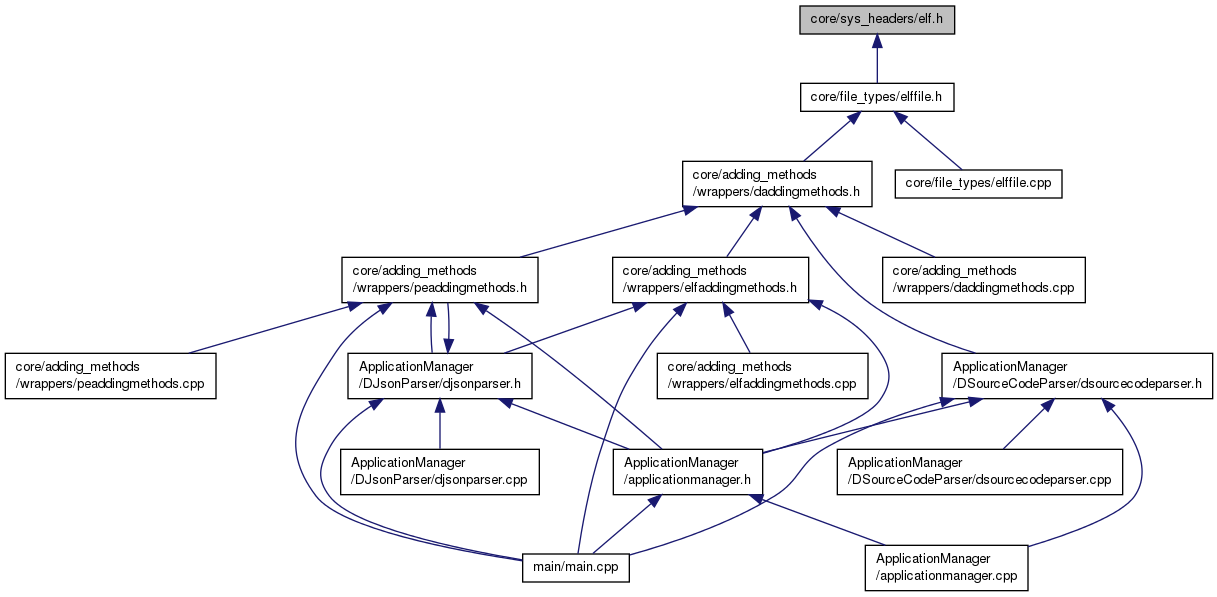 core/sys_headers/elf.h
core/file_types/elffile.h
core/adding_methods
/wrappers/daddingmethods.h
core/file_types/elffile.cpp
core/adding_methods
/wrappers/peaddingmethods.h
core/adding_methods
/wrappers/elfaddingmethods.h
core/adding_methods
/wrappers/daddingmethods.cpp
core/adding_methods
/wrappers/peaddingmethods.cpp
ApplicationManager
/DJsonParser/djsonparser.h
core/adding_methods
/wrappers/elfaddingmethods.cpp
ApplicationManager
/DSourceCodeParser/dsourcecodeparser.h
ApplicationManager
/DJsonParser/djsonparser.cpp
ApplicationManager
/applicationmanager.h
ApplicationManager
/DSourceCodeParser/dsourcecodeparser.cpp
main/main.cpp
ApplicationManager
/applicationmanager.cpp